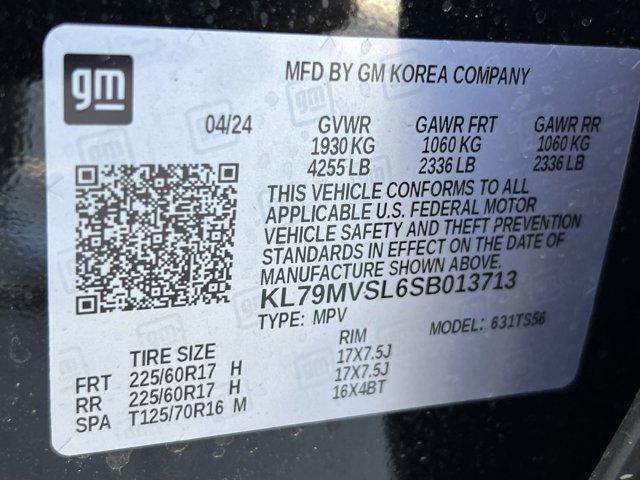 gm
MFD BY GM KOREA COMPANY
04/24 GVWR GAWR FRT GAWR RR
1930 KG 1060 KG 1060 KG
4255 LB 2336 LB 2336 LB
THIS VEHICLE CONFORMS TO ALL
APPLICABLE U.S. FEDERAL MOTOR
VEHICLE SAFETY AND THEFT PREVENTION
STANDARDS IN EFFECT ON THE DATE OF
MANUFACTURE SHOWN ABOVE.
KL79MVSL6SB013713
TYPE: MPV MODEL: 631TS56
TIRE SIZE RIM
FRT 225/60R17 H 17X7.5J
RR 225/60R17 H 17X7.5J
SPA T125/70R16 M 16X4BT